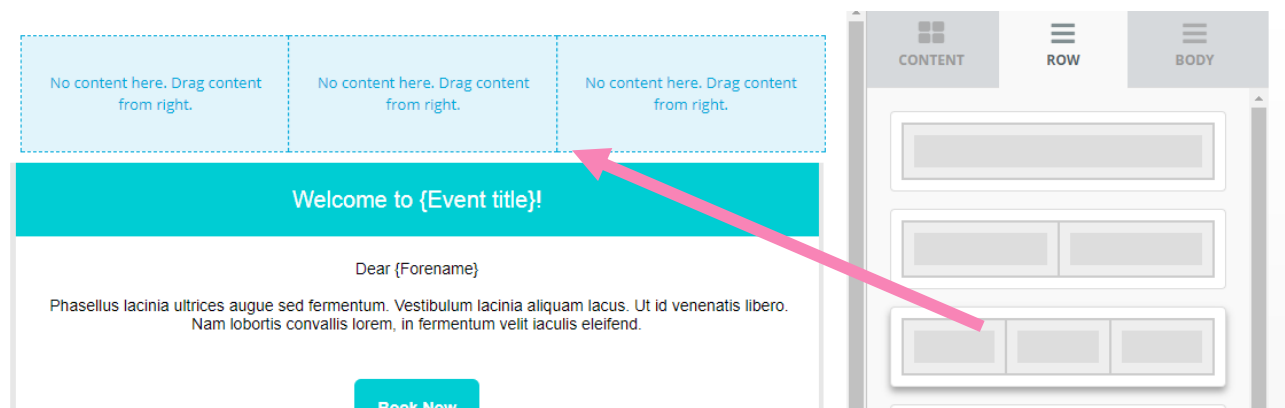 No content here. Drag content
from right.
No content here. Drag content
from right.
No content here. Drag content
from right.
Welcome to {Event title}!
Dear {Forename}
Phasellus lacinia ultrices augue sed fermentum. Vestibulum lacinia aliquam lacus. Ut id venenatis libero.
Nam lobortis convallis lorem, in fermentum velit iaculis eleifend.
Book Now
CONTENT
ROW
BODY